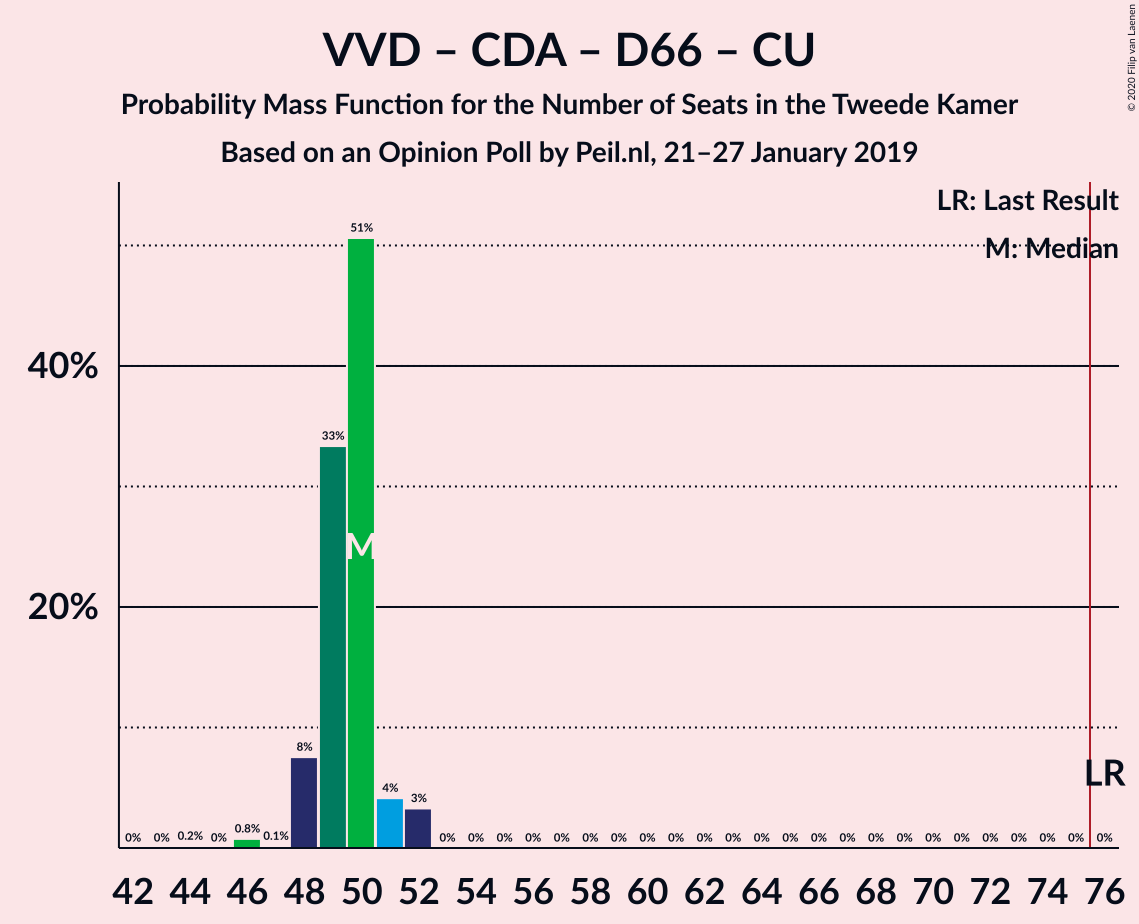 VVD – CDA – D66 – CU
Probability Mass Function for the Number of Seats in the Tweede Kamer
Based on an Opinion Poll by Peil.nl, 21–27 January 2019
© 2020 Filip van Laenen
LR: Last Result
M: Median
51%
40%
33%
M
20%
8%
LR
4%
3%
0% 0% 0.2% 0% 0.8% 0.1% 0% 0% 0% 0% 0% 0% 0% 0% 0% 0% 0% 0% 0% 0% 0% 0% 0% 0% 0% 0% 0% 0% 0% 0%
42 44 46 48 50 52 54 56 58 60 62 64 66 68 70 72 74 76